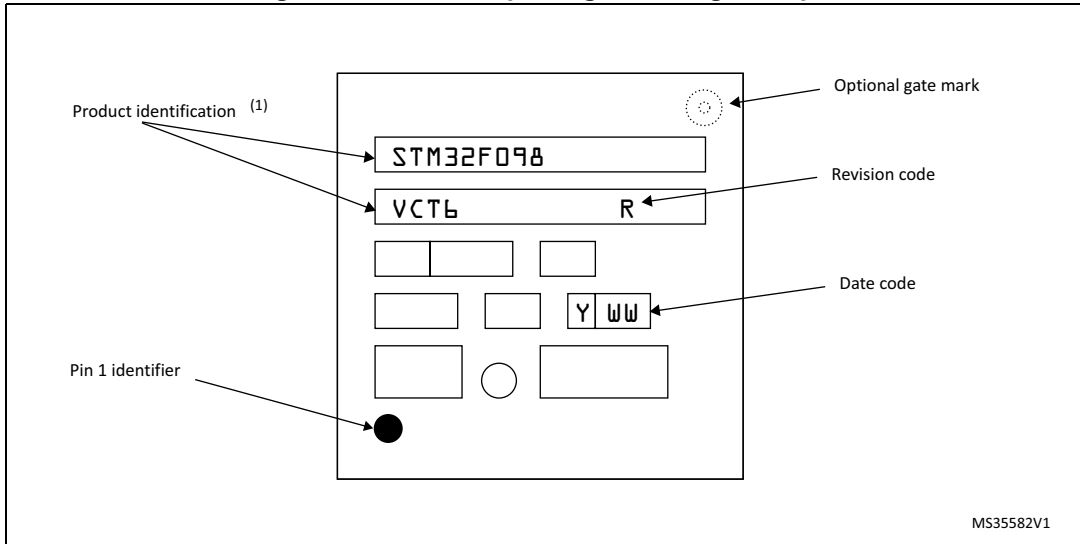 Product identification (1)
Optional gate mark
STM32F098
Revision code
VCT6 R
Date code
Y WW
Pin 1 identifier
MS35582V1